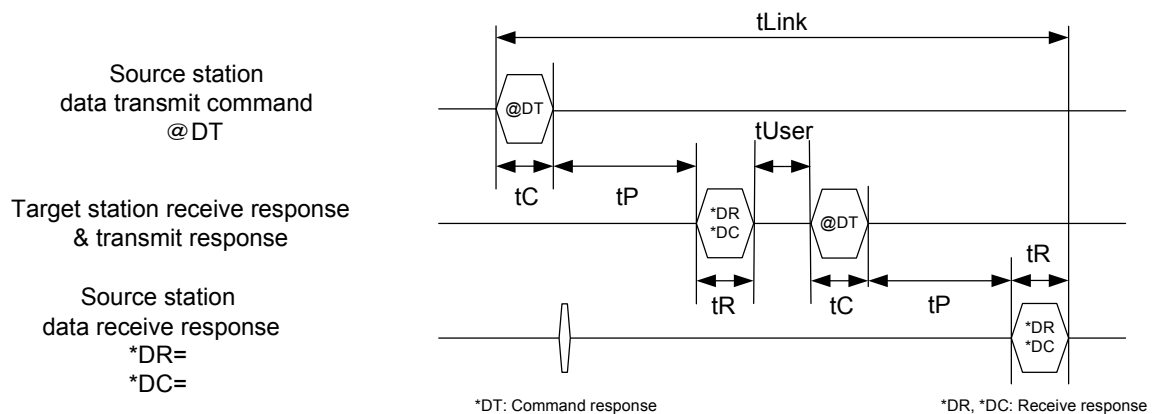 tLink
Source station
data transmit command
@DT
@DT
tUser
tC
tP
Target station receive response
& transmit response
*DR
*DC
@DT
tR
tC
tP
tR
Source station
data receive response
*DR=
*DC=
*DR
*DC
*DT: Command response
*DR, *DC: Receive response